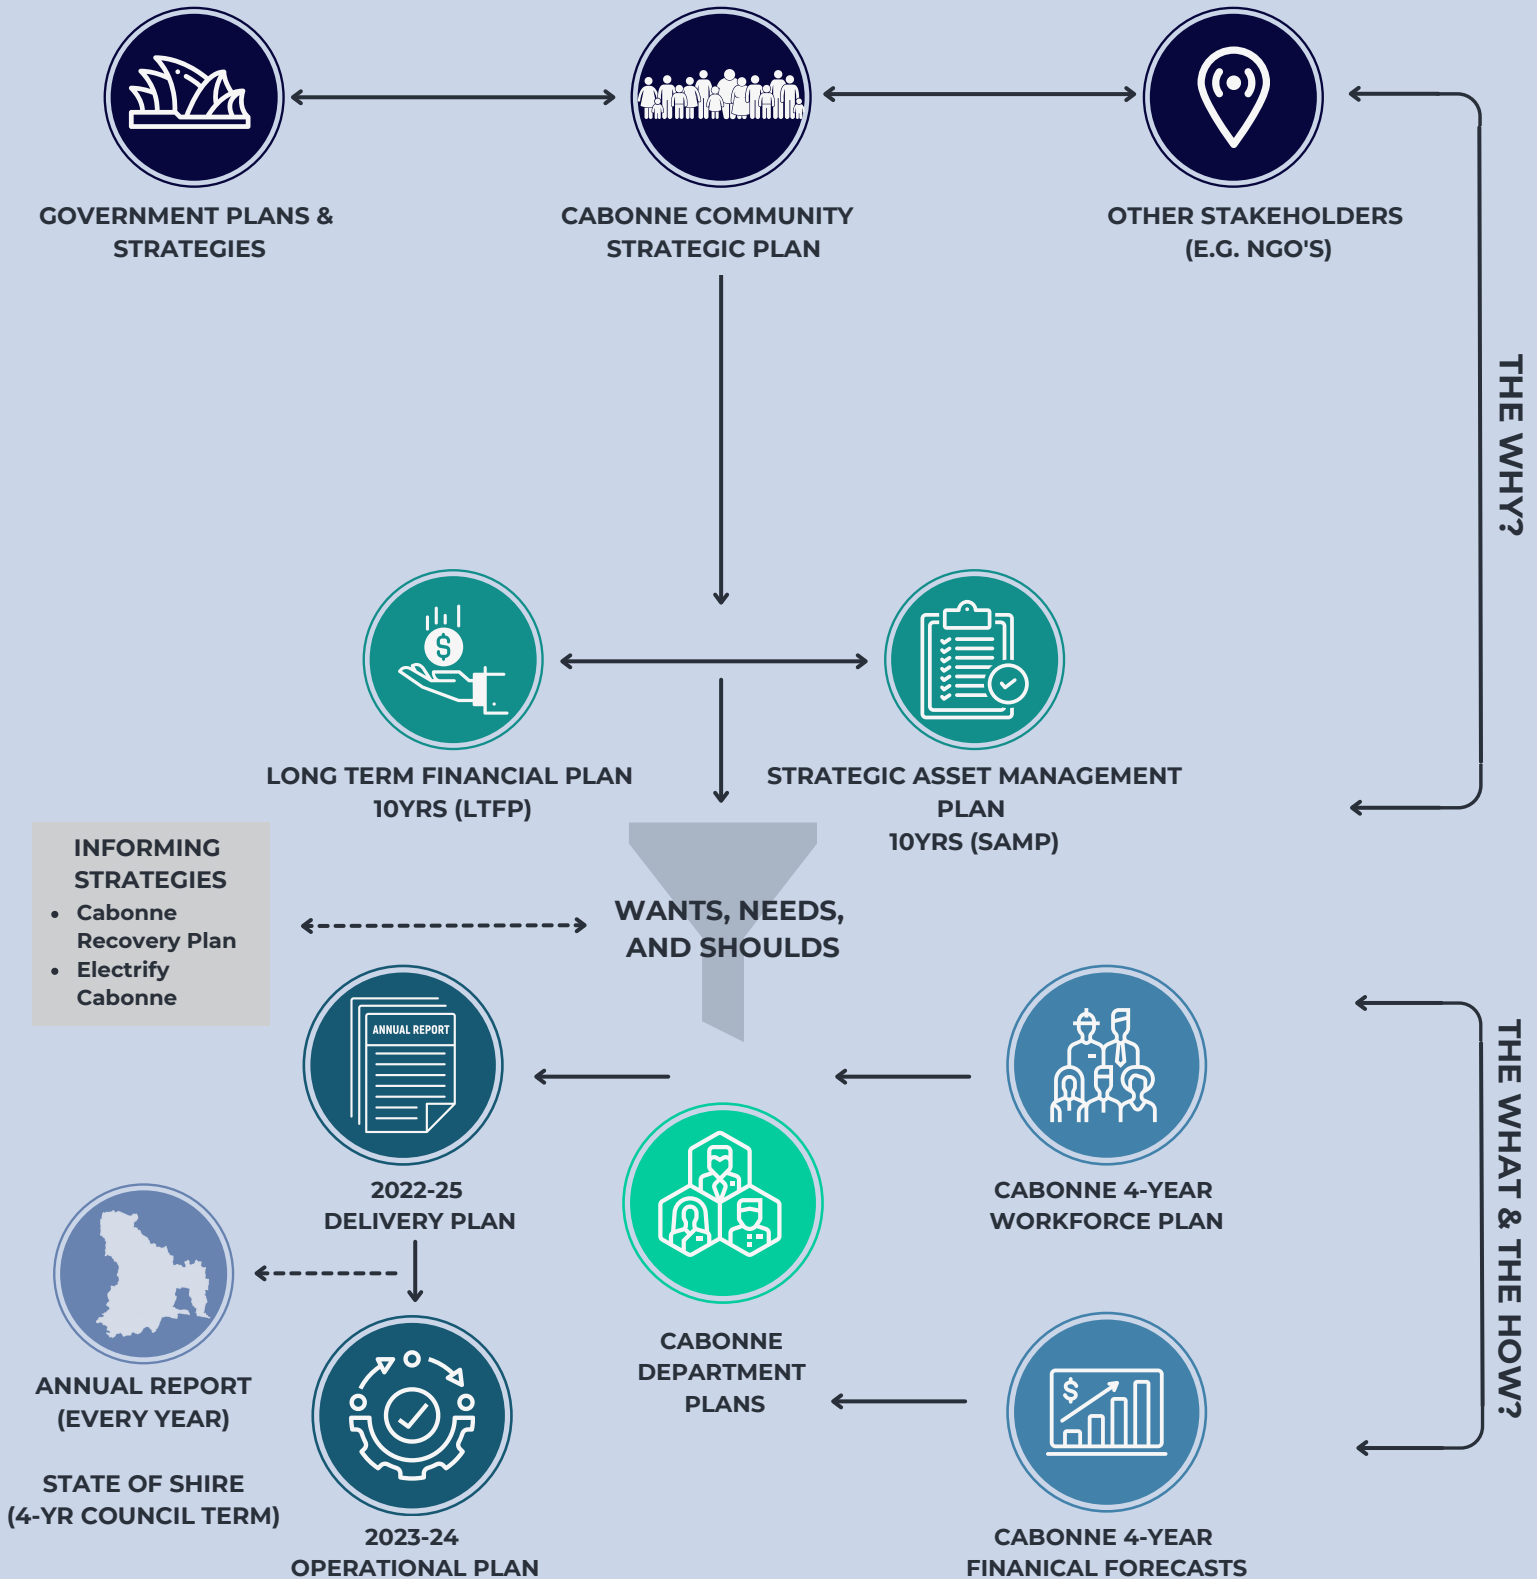 GOVERNMENT PLANS &
STRATEGIES
CABONNE COMMUNITY
STRATEGIC PLAN
OTHER STAKEHOLDERS
(E.G. NGO'S)
THE WHY?
$
LONG TERM FINANCIAL PLAN
10YRS (LTFP)
STRATEGIC ASSET MANAGEMENT
PLAN
10YRS (SAMP)
INFORMING
STRATEGIES
• Cabonne
Recovery Plan
• Electrify
Cabonne
WANTS, NEEDS,
AND SHOULDS
ANNUAL REPORT
2022-25
DELIVERY PLAN
CABONNE 4-YEAR
WORKFORCE PLAN
THE WHAT & THE HOW?
CABONNE
DEPARTMENT
PLANS
ANNUAL REPORT
(EVERY YEAR)
STATE OF SHIRE
(4-YR COUNCIL TERM)
2023-24
OPERATIONAL PLAN
$
CABONNE 4-YEAR
FINANICAL FORECASTS